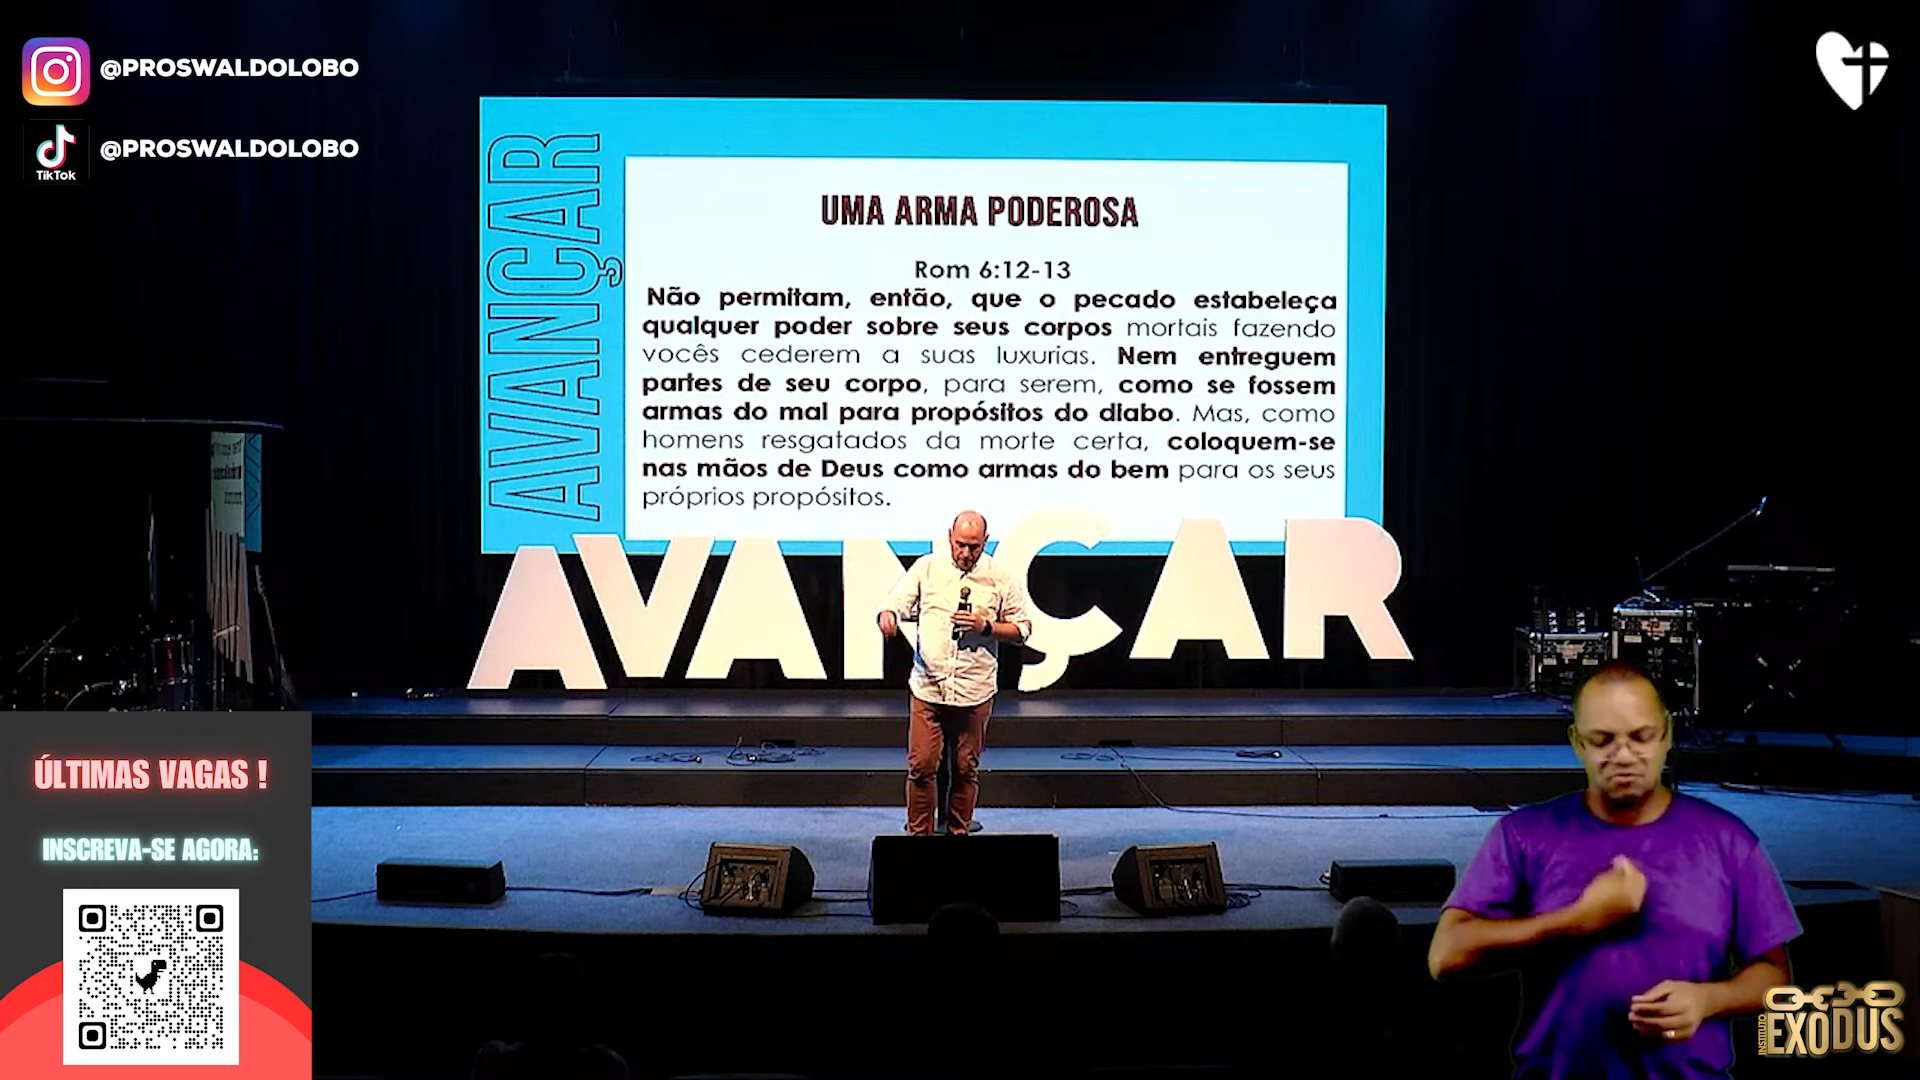 @PROSWALDOLOBO
TikTok
@PROSWALDOLOBO
AVANÇAR
UMA ARMA PODEROSA
Rom 6:12-13
Não permitam, então, que o pecado estabeleça
qualquer poder sobre seus corpos mortais fazendo
vocês cederem a suas luxurias. Nem entreguem
partes de seu corpo, para serem, como se fossem
armas do mal para propósitos do diabo. Mas, como
homens resgatados da morte certa, coloquem-se
nas mãos de Deus como armas do bem para os seus
próprios propósitos.
AVANÇAR
ÚLTIMAS VAGAS !
INSCREVA-SE AGORA:
INSTITUTO
EXODUS